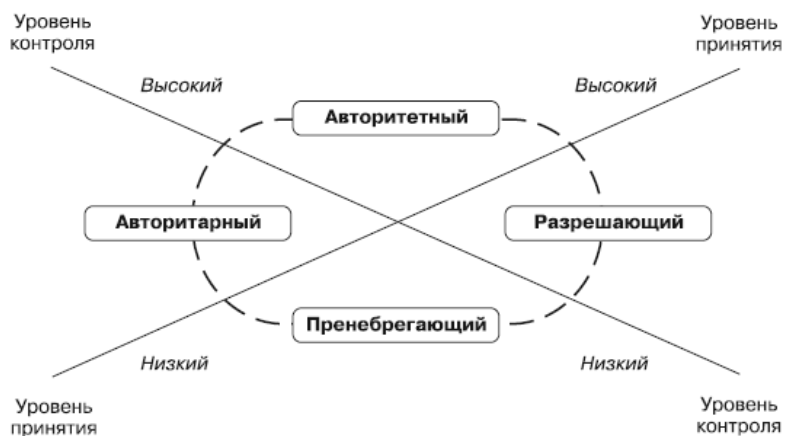 Уровень
контроля
Уровень
принятия
Высокий
Высокий
Авторитетный
Авторитарный
Разрешающий
Пренебрегающий
Низкий
Низкий
Уровень
принятия
Уровень
контроля